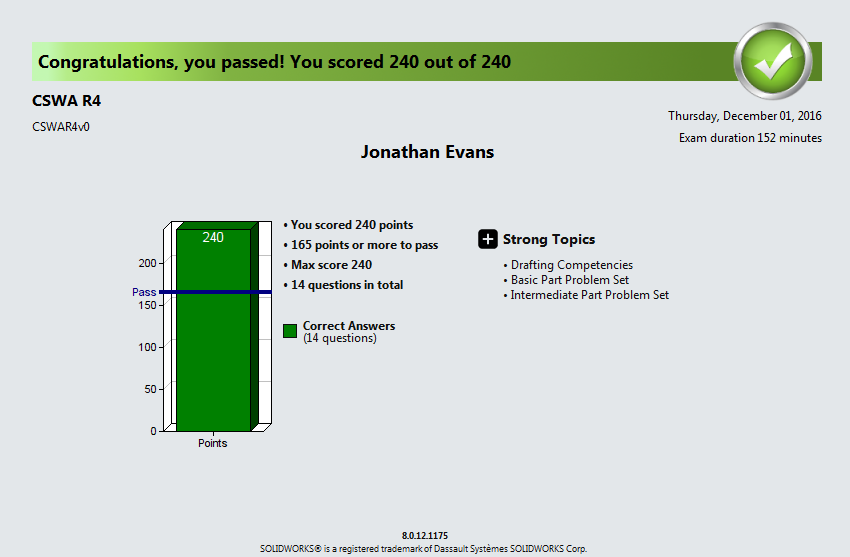 Congratulations, you passed! You scored 240 out of 240
CSWA R4
CSWAR4v0
Thursday, December 01, 2016
Exam duration 152 minutes
Jonathan Evans
240
200
Pass
150
100
50
0
Points
• You scored 240 points
• 165 points or more to pass
• Max score 240
• 14 questions in total
Correct Answers
(14 questions)
Strong Topics
• Drafting Competencies
• Basic Part Problem Set
• Intermediate Part Problem Set
8.0.12.1175
SOLIDWORKS® is a registered trademark of Dassault Systèmes SOLIDWORKS Corp.